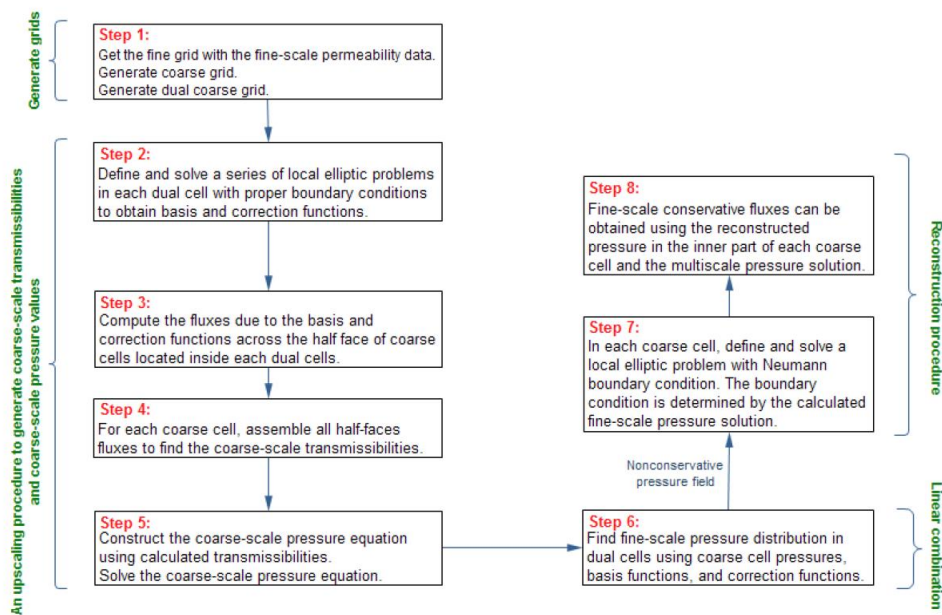 Generate grids
Step 1:
Get the fine grid with the fine-scale permeability data.
Generate coarse grid.
Generate dual coarse grid.
An upscaling procedure to generate coarse-scale transmissibilities
and coarse-scale pressure values
Step 2:
Define and solve a series of local elliptic problems
in each dual cell with proper boundary conditions
to obtain basis and correction functions.
Step 3:
Compute the fluxes due to the basis and
correction functions across the half face of coarse
cells located inside each dual cells.
Step 4:
For each coarse cell, assemble all half-faces
fluxes to find the coarse-scale transmissibilities.
Step 5:
Construct the coarse-scale pressure equation
using calculated transmissibilities.
Solve the coarse-scale pressure equation.
Step 6:
Find fine-scale pressure distribution in
dual cells using coarse cell pressures,
basis functions, and correction functions.
Linear combination
Nonconservative
pressure field
Step 7:
In each coarse cell, define and solve a
local elliptic problem with Neumann
boundary condition. The boundary
condition is determined by the calculated
fine-scale pressure solution.
Step 8:
Fine-scale conservative fluxes can be
obtained using the reconstructed
pressure in the inner part of each coarse
cell and the multiscale pressure solution.
Reconstruction procedure